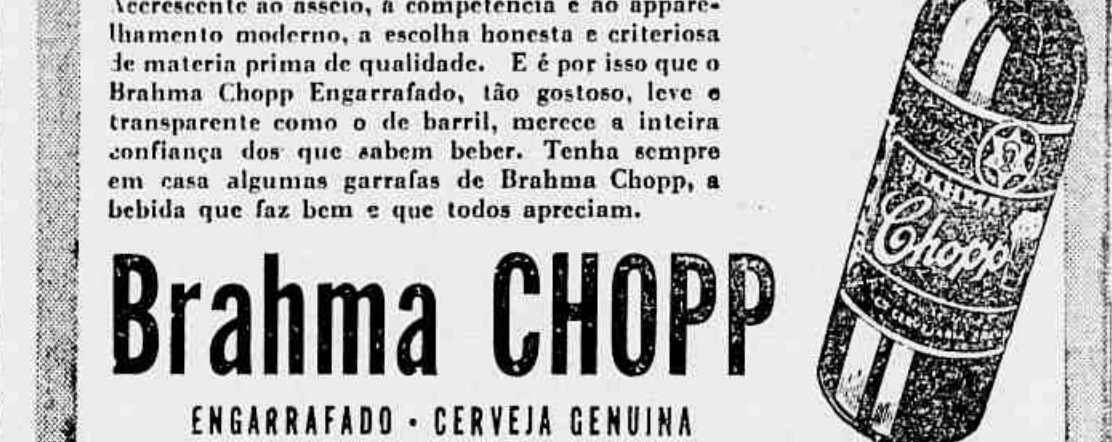 Accrescente ao asseio, á competencia e ao appare-
lhamento moderno, a escolha honesta e criteriosa
de materia prima de qualidade. E é por isso que o
Brahma Chopp Engarrafado, tão gostoso, leve e
transparente como o de barril, merece a inteira
confiança dos que sabem beber. Tenha sempre
em casa algumas garrafas de Brahma Chopp, a
bebida que faz bem e que todos apreciam.
BRAHMA
Chopp
Brahma CHOPP
ENGARRAFADO · CERVEJA GENUINA